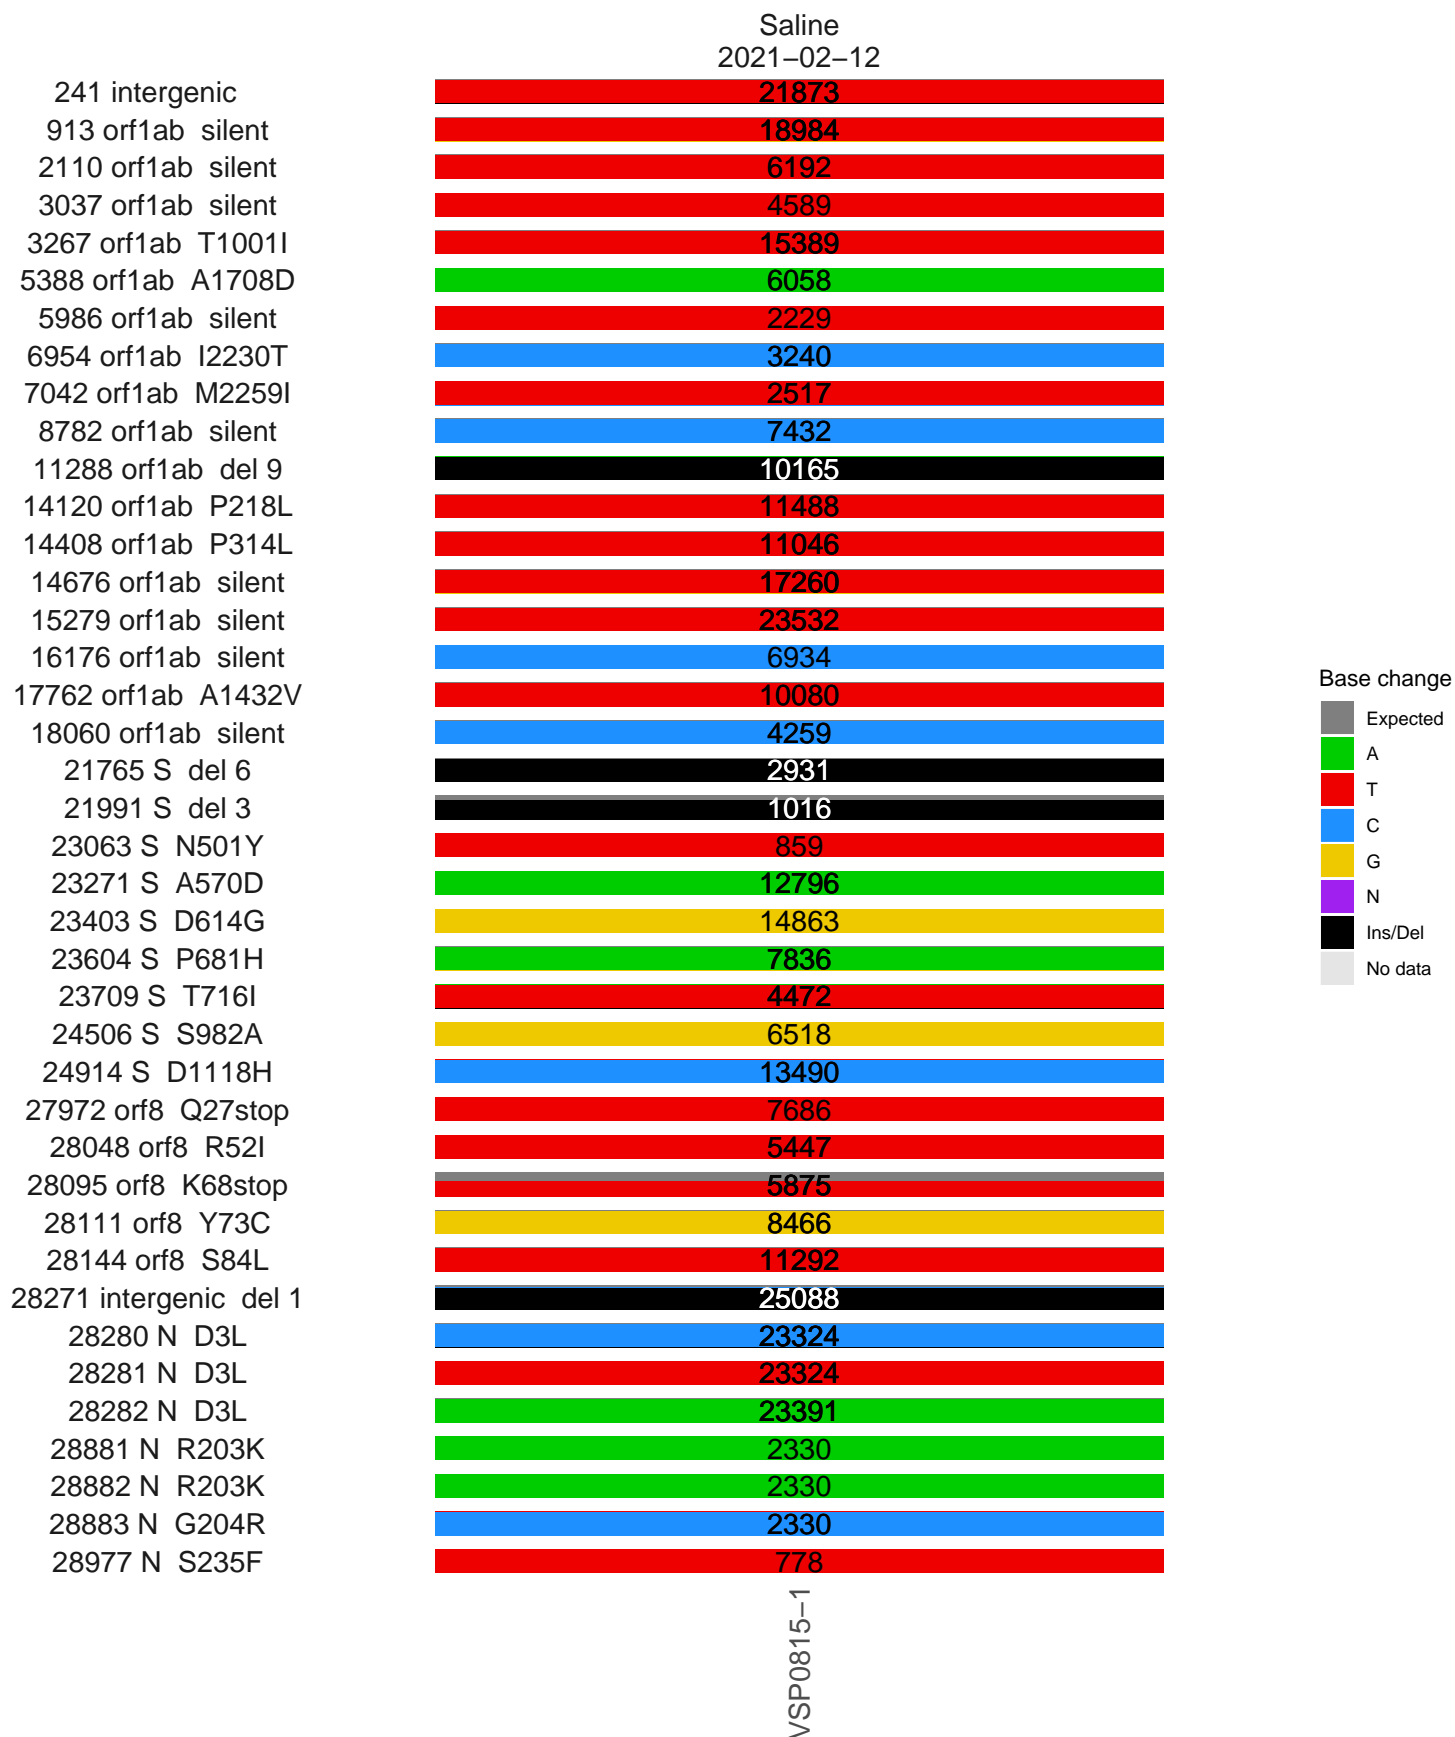 Saline
2021−02−12
241 intergenic 21873
913 orf1ab silent 18984
2110 orf1ab silent 6192
3037 orf1ab silent 4589
3267 orf1ab T1001I 15389
5388 orf1ab A1708D 6058
5986 orf1ab silent 2229
6954 orf1ab I2230T 3240
7042 orf1ab M2259I 2517
8782 orf1ab silent 7432
11288 orf1ab del 9 10165
14120 orf1ab P218L 11488
14408 orf1ab P314L 11046
14676 orf1ab silent 17260
15279 orf1ab silent 23532
16176 orf1ab silent 6934
17762 orf1ab A1432V 10080
18060 orf1ab silent 4259
21765 S del 6 2931
21991 S del 3 1016
23063 S N501Y 859
23271 S A570D 12796
23403 S D614G 14863
23604 S P681H 7836
23709 S T716I 4472
24506 S S982A 6518
24914 S D1118H 13490
27972 orf8 Q27stop 7686
28048 orf8 R52I 5447
28095 orf8 K68stop 5875
28111 orf8 Y73C 8466
28144 orf8 S84L 11292
28271 intergenic del 1 25088
28280 N D3L 23324
28281 N D3L 23324
28282 N D3L 23391
28881 N R203K 2330
28882 N R203K 2330
28883 N G204R 2330
28977 N S235F 778
VSP0815−1
Base change
Expected
A
T
C
G
N
Ins/Del
No data